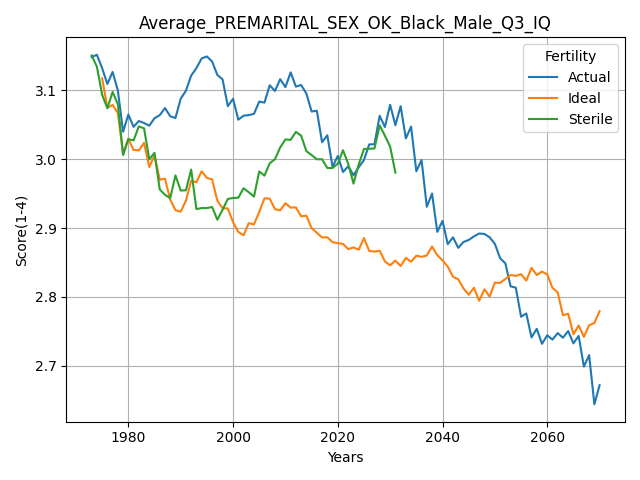 Average_PREMARITAL_SEX_OK_Black_Male_Q3_IQ
Fertility
Actual
Ideal
Sterile
Score(1-4)
3.1
3.0
2.9
2.8
2.7
1980 2000 2020 2040 2060
Years